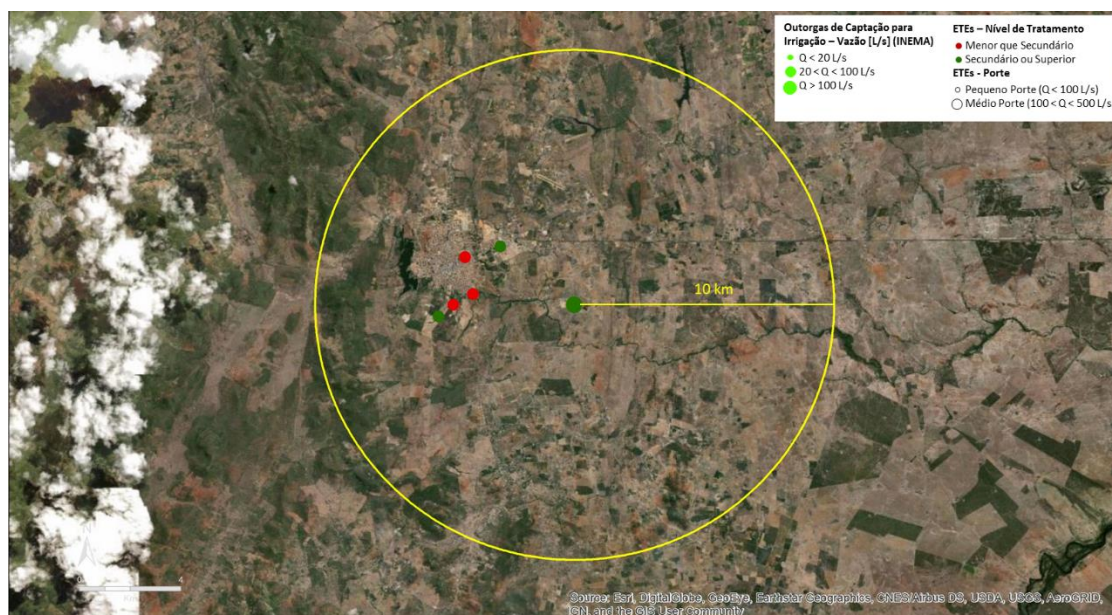 Outorgas de Captação para
Irrigação – Vazão [L/s] (INEMA)
Q < 20 L/s
20 < Q < 100 L/s
Q > 100 L/s
ETEs – Nível de Tratamento
Menor que Secundário
Secundário ou Superior
ETEs - Porte
Pequeno Porte (Q < 100 L/s)
Médio Porte (100 < Q < 500 L/s
10 km
4
Source: Esri, DigitalGlobe, GeoEye, Earthstar Geographics, CNES/Airbus DS, USDA, USGS, AeroGRID,
IGN, and the GIS User Community